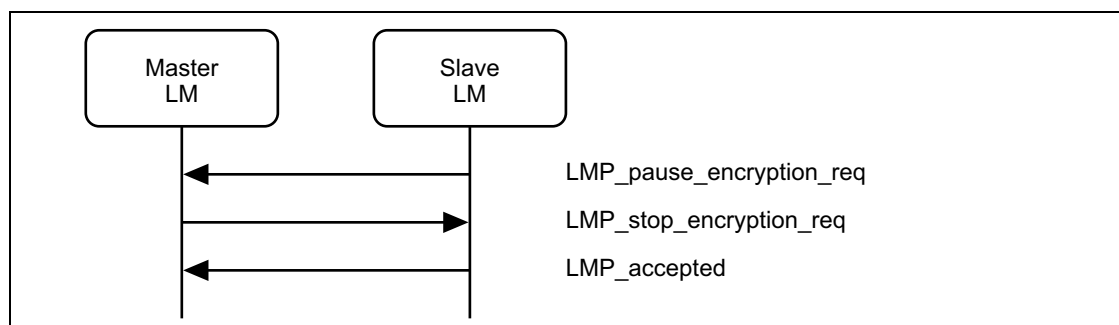 Master
LM
Slave
LM
LMP_pause_encryption_req
LMP_stop_encryption_req
LMP_accepted